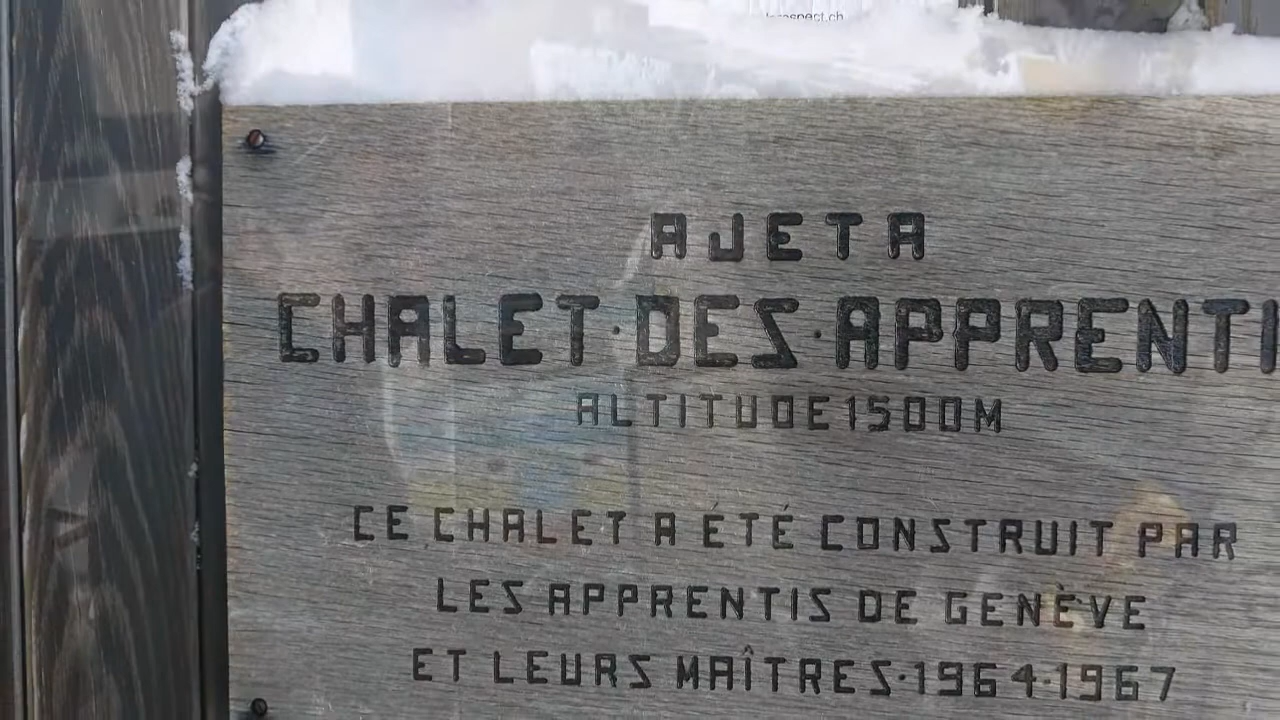 AJETA
CHALET·DES·APPRENTI
ALTITUDE 1500M
CE CHALET A ÉTÉ CONSTRUIT PAR
LES APPRENTIS DE GENÈVE
ET LEURS MAÎTRES·1964·1967